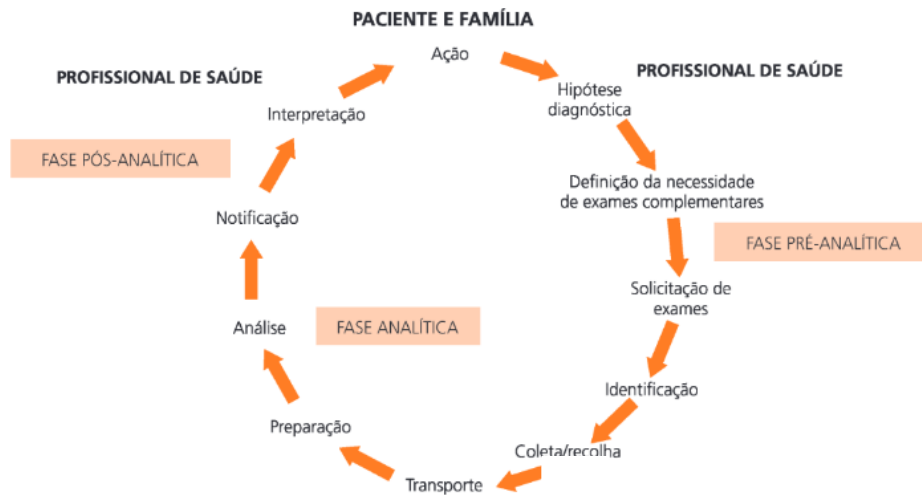 PACIENTE E FAMÍLIA
Ação
PROFISSIONAL DE SAÚDE
Hipótese
diagnóstica
Definição da necessidade
de exames complementares
FASE PRÉ-ANALÍTICA
Solicitação de
exames
Identificação
Coleta/recolha
Transporte
Preparação
Análise
FASE ANALÍTICA
Notificação
FASE PÓS-ANALÍTICA
Interpretação
PROFISSIONAL DE SAÚDE